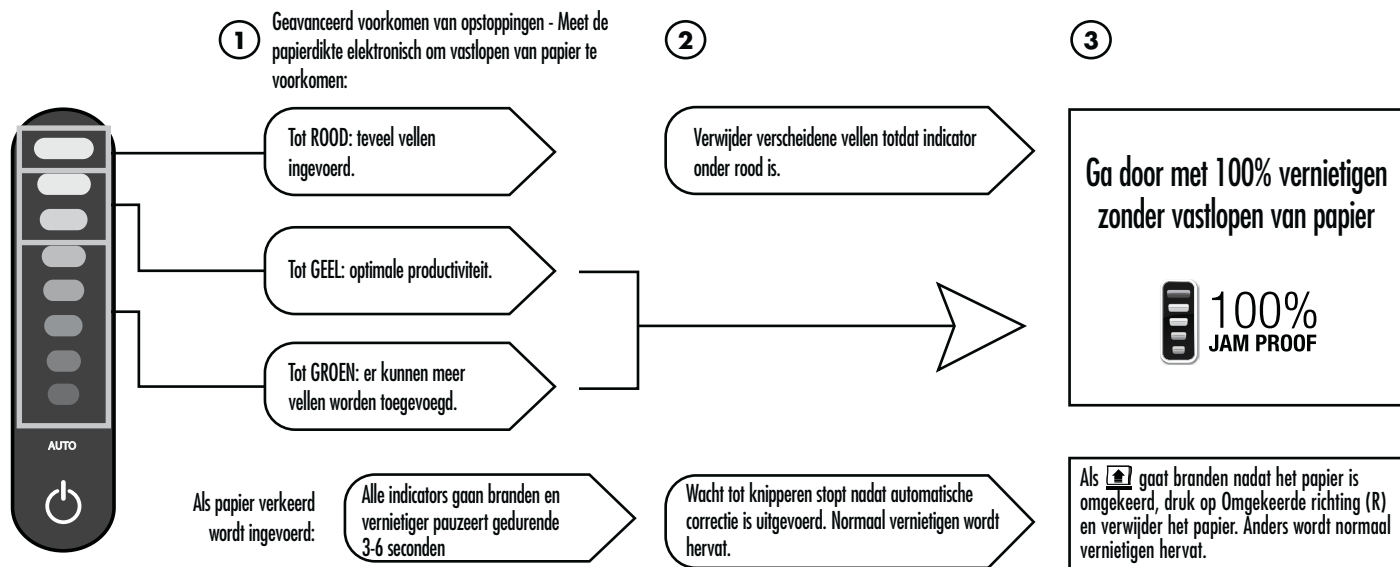 1
Geavanceerd voorkomen van opstoppingen - Meet de
papierdikte elektronisch om vastlopen van papier te
voorkomen:
Tot ROOD: teveel vellen
ingevoerd.
Tot GEEL: optimale productiviteit.
Tot GROEN: er kunnen meer
vellen worden toegevoegd.
2
Verwijder verscheidene vellen totdat indicator
onder rood is.
3
Ga door met 100% vernietigen
zonder vastlopen van papier
100%
JAM PROOF
AUTO
Als papier verkeerd
wordt ingevoerd:
Alle indicators gaan branden en
vernietiger pauzeert gedurende
3-6 seconden
Wacht tot knipperen stopt nadat automatische
correctie is uitgevoerd. Normaal vernietigen wordt
hervat.
Als gaat branden nadat het papier is
omgekeerd, druk op Omgekeerde richting (R)
en verwijder het papier. Anders wordt normaal
vernietigen hervat.